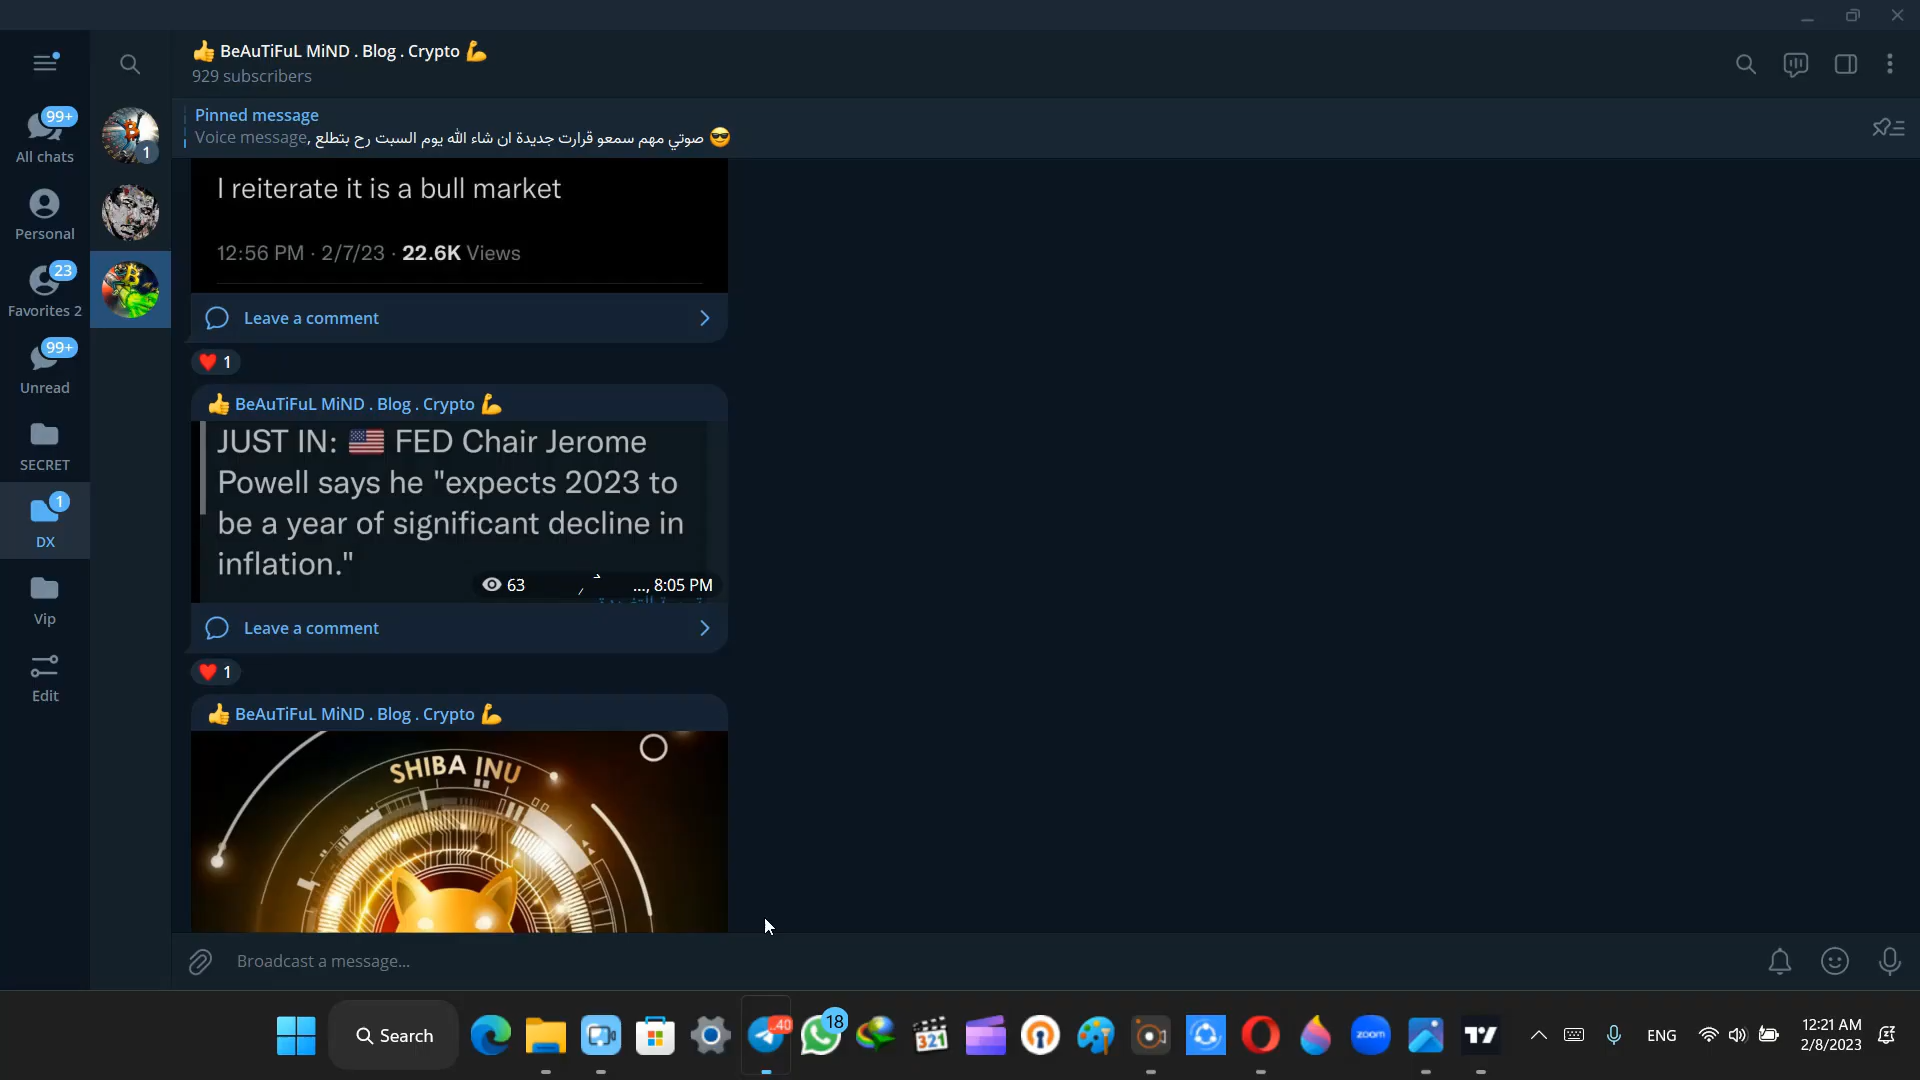 👍 BeAuTiFuL MiND . Blog . Crypto 💪
929 subscribers
Pinned message
Voice message, صوتي مهم سمعو قرارت جديدة ان شاء الله يوم السبت رح بتطلع 😎
99+
All chats
Personal
23
Favorites 2
99+
Unread
SECRET
1
DX
Vip
Edit
1
I reiterate it is a bull market
12:56 PM · 2/7/23 · 22.6K Views
Leave a comment
❤️ 1
👍 BeAuTiFuL MiND . Blog . Crypto 💪
JUST IN: 🇺🇸 FED Chair Jerome
Powell says he "expects 2023 to
be a year of significant decline in
inflation."
63 ..., 8:05 PM
Leave a comment
❤️ 1
👍 BeAuTiFuL MiND . Blog . Crypto 💪
SHIBA INU
Broadcast a message...
Search
..40
18
321
zoom
ENG
12:21 AM
2/8/2023